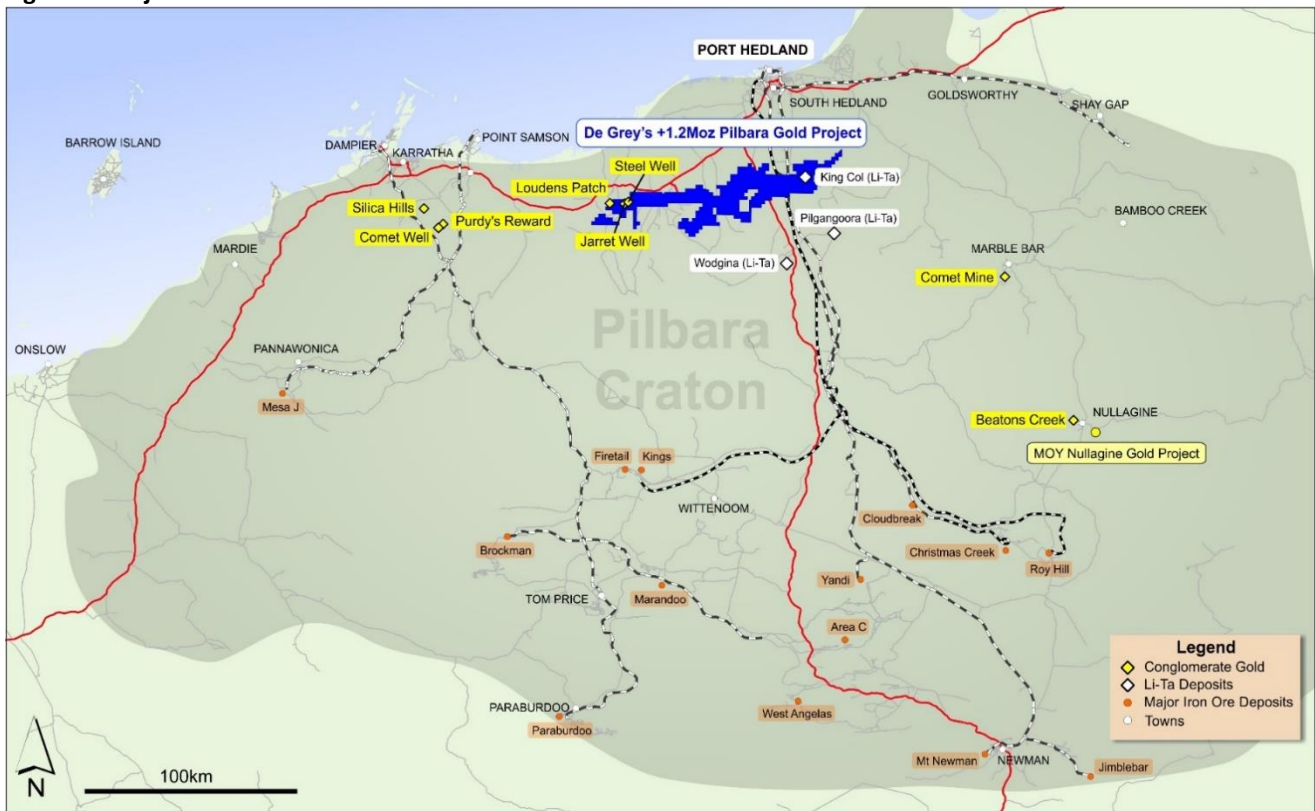 PORT HEDLAND
SOUTH HEDLAND
GOLDSWORTHY
SHAY GAP
De Grey's +1.2Moz Pilbara Gold Project
BARROW ISLAND
DAMPIER
KARRATHA
POINT SAMSON
Steel Well
Loudens Patch
King Col (Li-Ta)
Silica Hills
Purdy's Reward
Comet Well
Jarret Well
Pilgangoora (Li-Ta)
BAMBOO CREEK
MARDIE
Wodgina (Li-Ta)
MARBLE BAR
Comet Mine
Pilbara
Craton
ONSLOW
PANNAWONICA
Mesa J
Beatons Creek
NULLAGINE
MOY Nullagine Gold Project
Firetail
Kings
WITTENOOM
Cloudbreak
Brockman
Christmas Creek
Roy Hill
Marandoo
Yandi
TOM PRICE
Area C
PARABURDOO
Paraburdoo
West Angelas
Mt Newman
NEWMAN
Jimblebar
Legend
Conglomerate Gold
Li-Ta Deposits
Major Iron Ore Deposits
Towns
N
100km